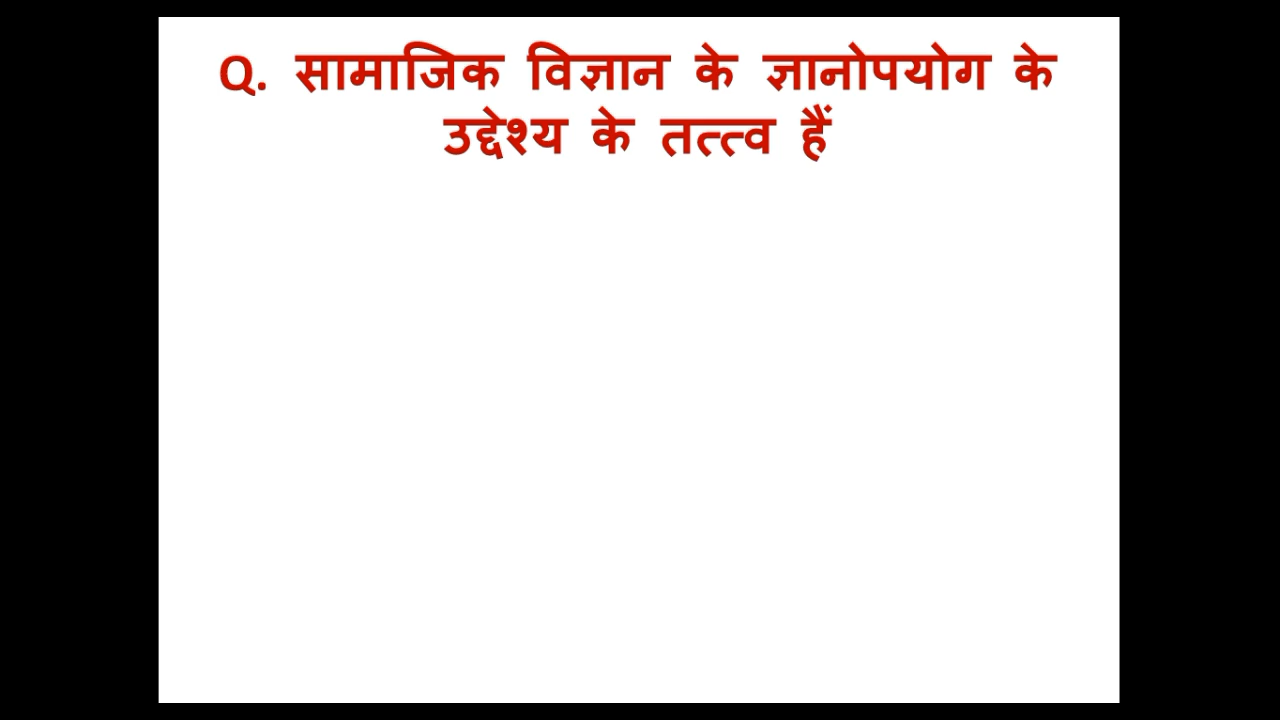 Q. सामाजिक विज्ञान के ज्ञानोपयोग के
उद्देश्य के तत्त्व हैं